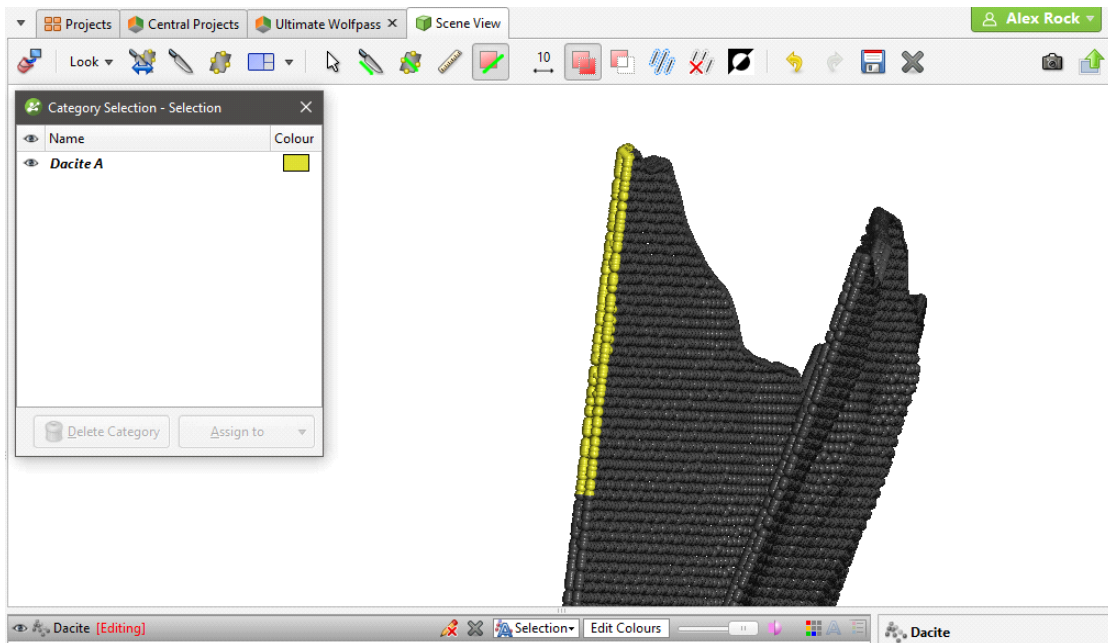 Projects Central Projects Ultimate Wolfpass Scene View Alex Rock
Look 10
Category Selection - Selection
Name Colour
Dacite A
Delete Category Assign to
Dacite [Editing] Selection Edit Colours Dacite